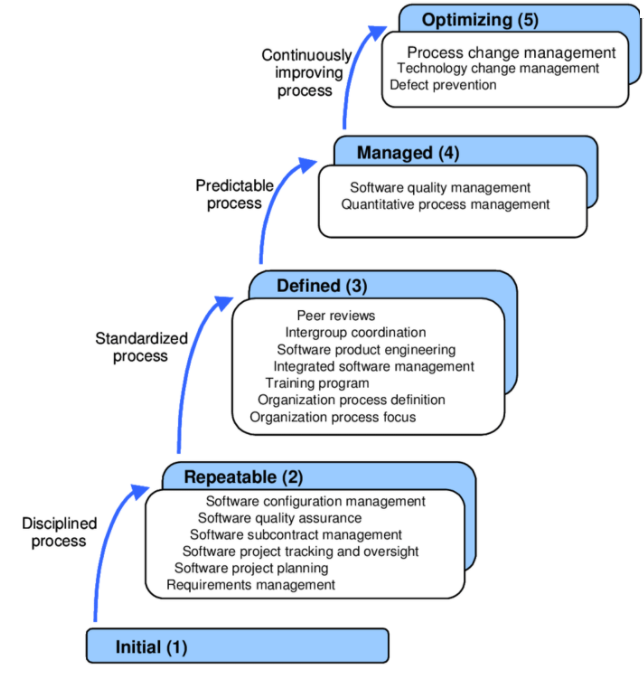 Optimizing (5)
Process change management
Technology change management
Defect prevention
Continuously
improving
process
Managed (4)
Software quality management
Quantitative process management
Predictable
process
Defined (3)
Peer reviews
Intergroup coordination
Software product engineering
Integrated software management
Training program
Organization process definition
Organization process focus
Standardized
process
Repeatable (2)
Software configuration management
Software quality assurance
Software subcontract management
Software project tracking and oversight
Software project planning
Requirements management
Disciplined
process
Initial (1)